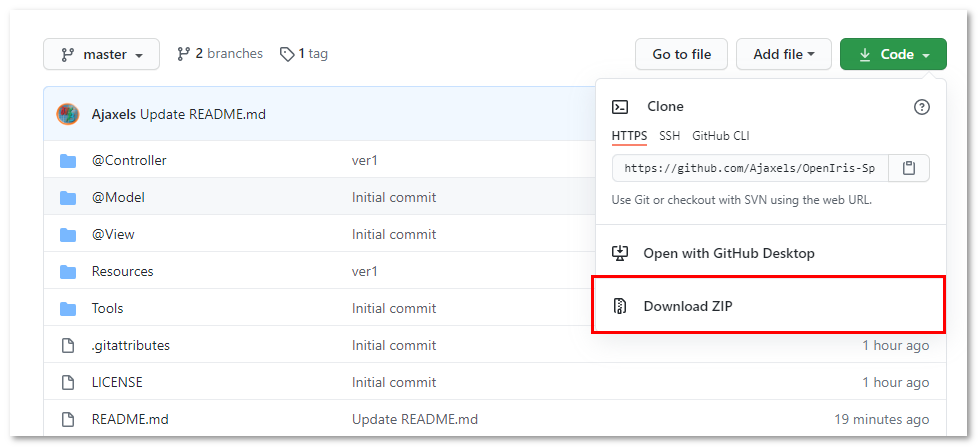 master 2 branches 1 tag Go to file Add file Code
Ajaxels Update README.md
Clone
HTTPS SSH GitHub CLI
https://github.com/Ajaxels/OpenIris-Sp
Use Git or checkout with SVN using the web URL.
Open with GitHub Desktop
Download ZIP
@Controller ver1
@Model Initial commit
@View Initial commit
Resources ver1
Tools Initial commit
.gitattributes Initial commit 1 hour ago
LICENSE Initial commit 1 hour ago
README.md Update README.md 19 minutes ago